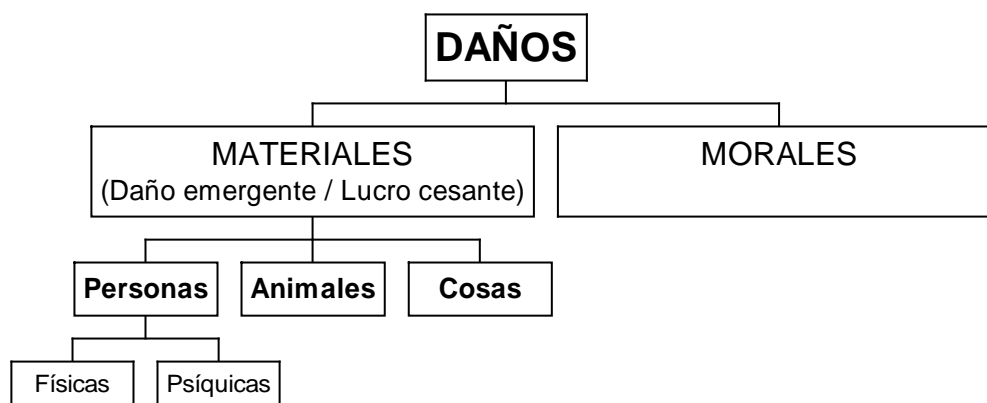 DAÑOS
MATERIALES
(Daño emergente / Lucro cesante)
MORALES
Personas
Animales
Cosas
Físicas
Psíquicas